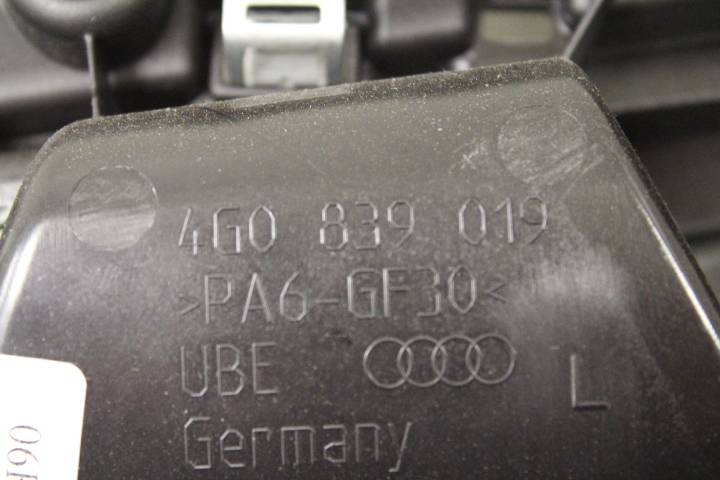 4G0 839 019
>PA6-GF30<
UBE
L
Germany